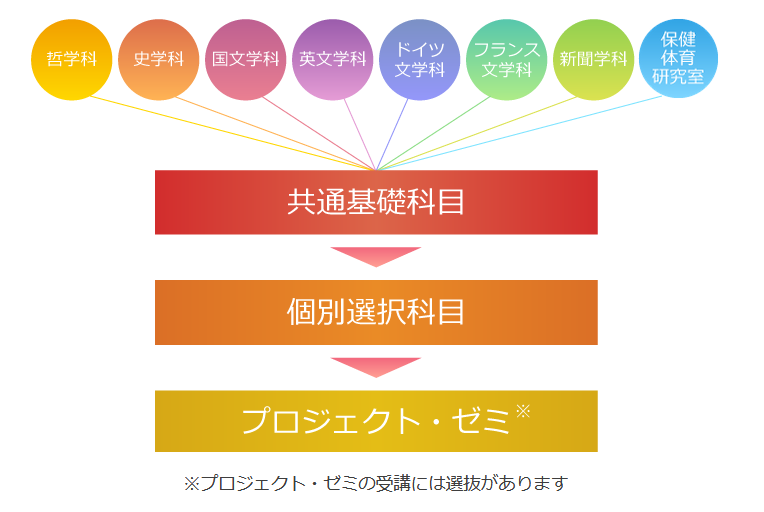 哲学科
史学科
国文学科
英文学科
ドイツ
文学科
フランス
文学科
新聞学科
保健
体育
研究室
共通基礎科目
個別選択科目
プロジェクト・ゼミ※
※プロジェクト・ゼミの受講には選抜があります